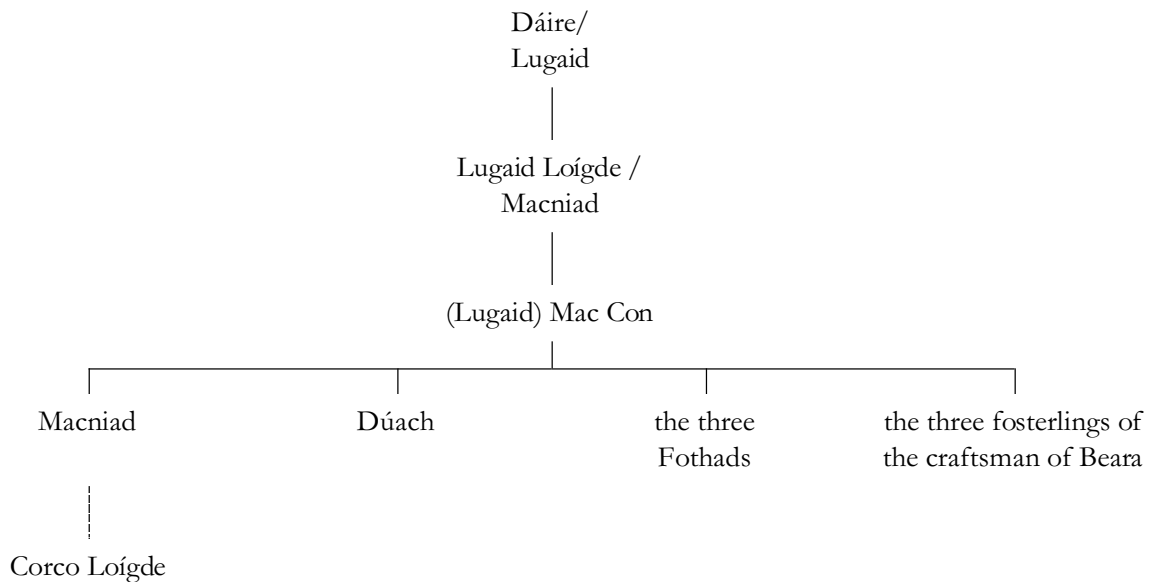 Dáire/
Lugaid
Lugaid Loígde /
Macniad
(Lugaid) Mac Con
Macniad
Dúach
the three
Fothads
the three fosterlings of
the craftsman of Beara
Corco Loígde